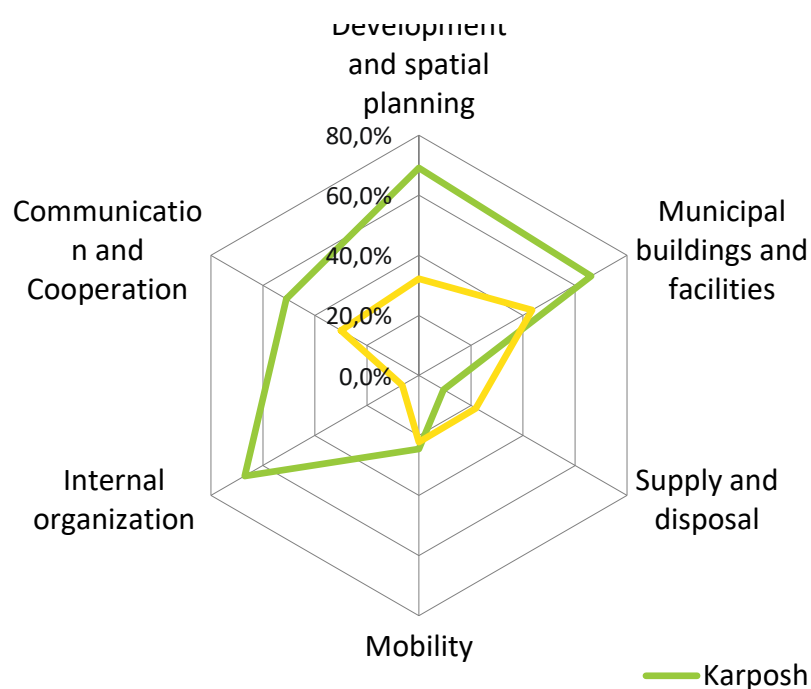 Development
and spatial
planning
80,0%
60,0%
40,0%
20,0%
0,0%
Municipal
buildings and
facilities
Supply and
disposal
Mobility
Internal
organization
Communicatio
n and
Cooperation
Karposh